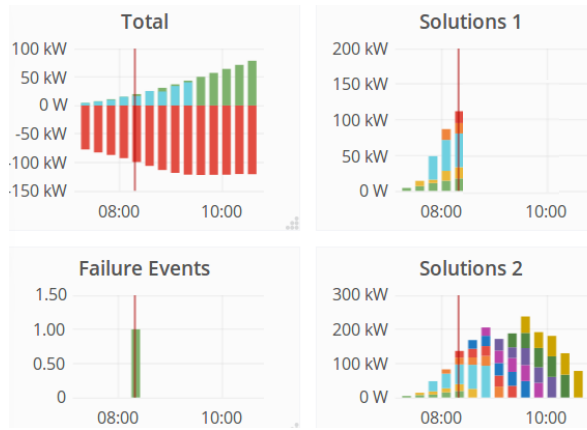 Total
100 kW
50 kW
0 W
-50 kW
-100 kW
-150 kW
08:00
10:00
Solutions 1
200 kW
150 kW
100 kW
50 kW
0 W
08:00
10:00
Failure Events
1.50
1.00
0.50
0
08:00
10:00
Solutions 2
300 kW
200 kW
100 kW
0 W
08:00
10:00